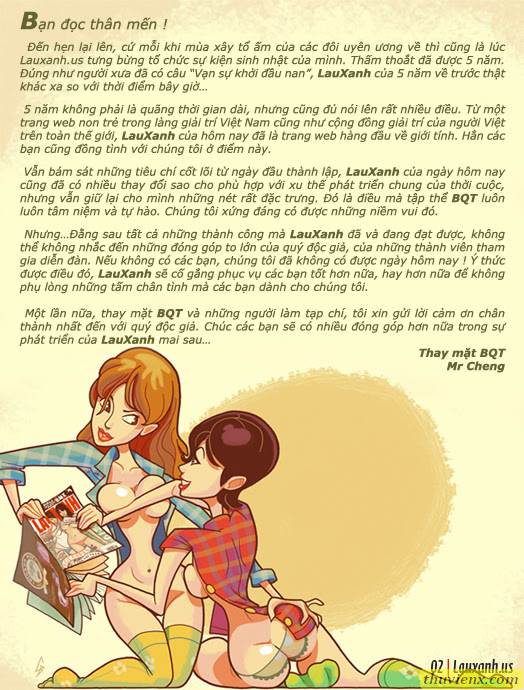 Bạn đọc thân mến !
Đến hẹn lại lên, cứ mỗi khi mùa xây tổ ấm của các đôi uyên ương về thì cũng là lúc
Lauxanh.us tưng bừng tổ chức sự kiện sinh nhật của mình. Thấm thoắt đã được 5 năm.
Đúng như người xưa đã có câu “Vạn sự khởi đầu nan”, LauXanh của 5 năm về trước thật
khác xa so với thời điểm bây giờ...
5 năm không phải là quãng thời gian dài, nhưng cũng đủ nói lên rất nhiều điều. Từ một
trang web non trẻ trong làng giải trí Việt Nam cũng như cộng đồng giải trí của người Việt
trên toàn thế giới, LauXanh của hôm nay đã là trang web hàng đầu về giới tính. Hẳn các
bạn cũng đồng tình với chúng tôi ở điểm này.
Vẫn bám sát những tiêu chí cốt lõi từ ngày đầu thành lập, LauXanh của ngày hôm nay
cũng đã có nhiều thay đổi sao cho phù hợp với xu thế phát triển chung của thời cuộc,
nhưng vẫn giữ lại cho mình những nét rất đặc trưng. Đó là điều mà tập thể BQT luôn
luôn tâm niệm và tự hào. Chúng tôi xứng đáng có được những niềm vui đó.
Nhưng...Đằng sau tất cả những thành công mà LauXanh đã và đang đạt được, không
thể không nhắc đến những đóng góp to lớn của quý độc giả, của những thành viên tham
gia diễn đàn. Nếu không có các bạn, chúng tôi đã không có được ngày hôm nay ! Ý thức
được điều đó, LauXanh sẽ cố gắng phục vụ các bạn tốt hơn nữa, hay hơn nữa để không
phụ lòng những tấm chân tình mà các bạn dành cho chúng tôi.
Một lần nữa, thay mặt BQT và những người làm tạp chí, tôi xin gửi lời cảm ơn chân
thành nhất đến với quý độc giả. Chúc các bạn sẽ có nhiều đóng góp hơn nữa trong sự
phát triển của LauXanh mai sau...
Thay mặt BQT
Mr Cheng
02 | Lauxanh.us
thuvienx.com